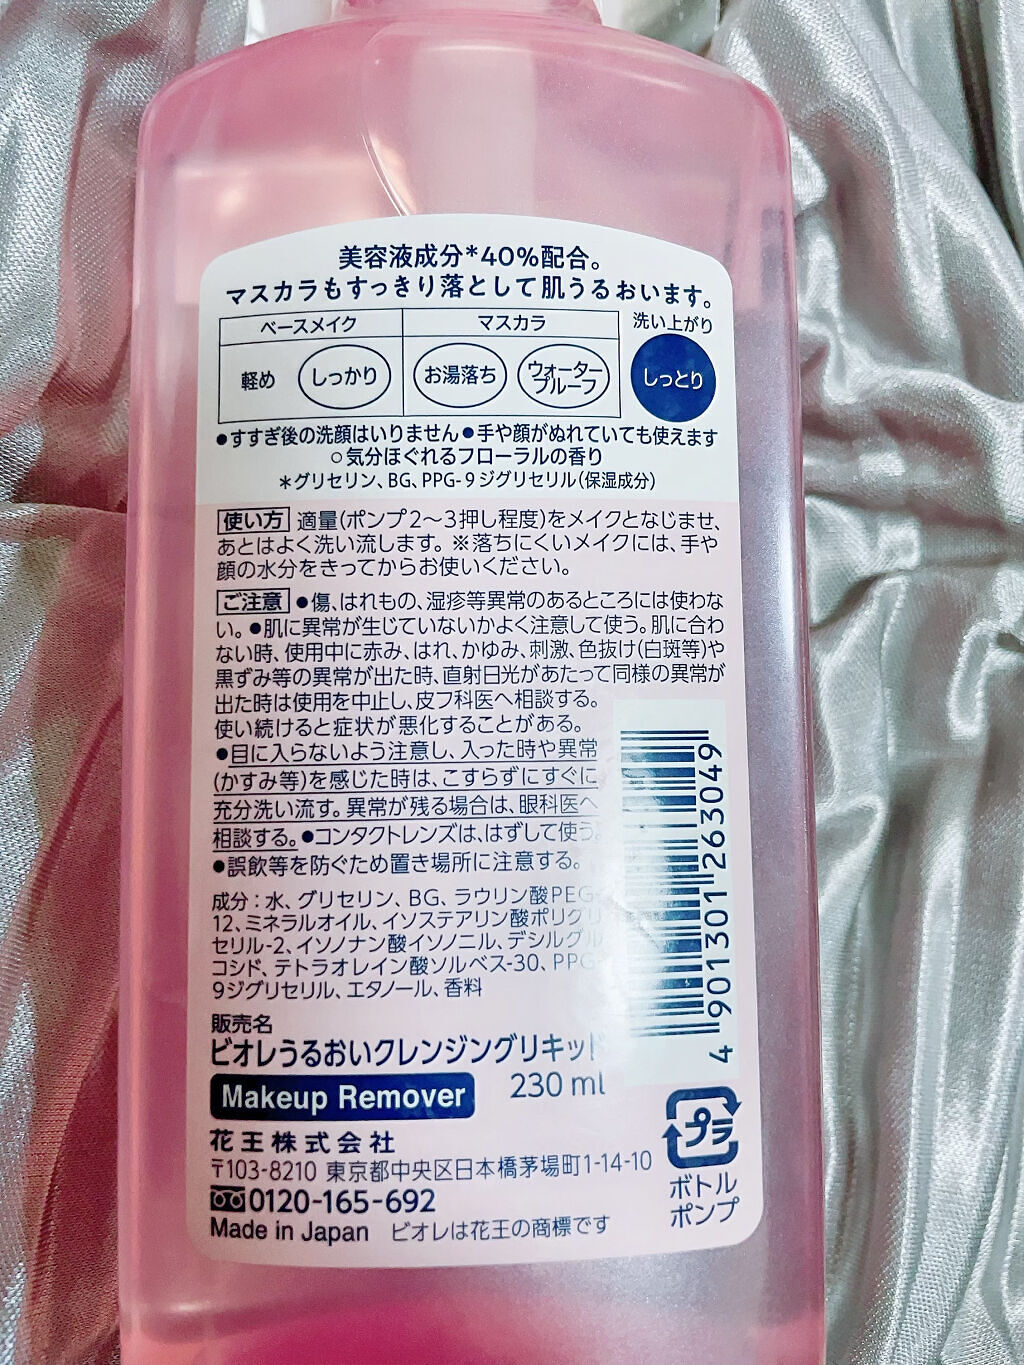 美容液成分*40%配合。
マスカラもすっきり落として肌うるおいます。
ベースメイク マスカラ 洗い上がり
軽め しっかり お湯落ち ウォータープルーフ しっとり
●すすぎ後の洗顔はいりません●手や顔がぬれていても使えます
○気分ほぐれるフローラルの香り
*グリセリン、BG、PPG-9ジグリセリル(保湿成分)
使い方 適量(ポンプ2〜3押し程度)をメイクとなじませ、
あとはよく洗い流します。※落ちにくいメイクには、手や
顔の水分をきってからお使いください。
ご注意 ●傷、はれもの、湿疹等異常のあるところには使わな
い。●肌に異常が生じていないかよく注意して使う。肌に合わ
ない時、使用中に赤み、はれ、かゆみ、刺激、色抜け(白斑等)や
黒ずみ等の異常が出た時、直射日光があたって同様の異常が
出た時は使用を中止し、皮フ科医へ相談する。
使い続けると症状が悪化することがある。
●目に入らないよう注意し、入った時や異常
(かすみ等)を感じた時は、こすらずにすぐに
充分洗い流す。異常が残る場合は、眼科医へ
相談する。●コンタクトレンズは、はずして使う。
●誤飲等を防ぐため置き場所に注意する。
成分：水、グリセリン、BG、ラウリン酸PEG-
12、ミネラルオイル、イソステアリン酸ポリグリ
セリル-2、イソノナン酸イソノニル、デシルグル
コシド、テトラオレイン酸ソルベス-30、PPG-
9ジグリセリル、エタノール、香料
4 901301 263049
販売名
ビオレうるおいクレンジングリキッド
Makeup Remover 230 ml
花王株式会社
〒103-8210 東京都中央区日本橋茅場町1-14-10
0120-165-692
Made in Japan ビオレは花王の商標です
プラ
ボトル
ポンプ